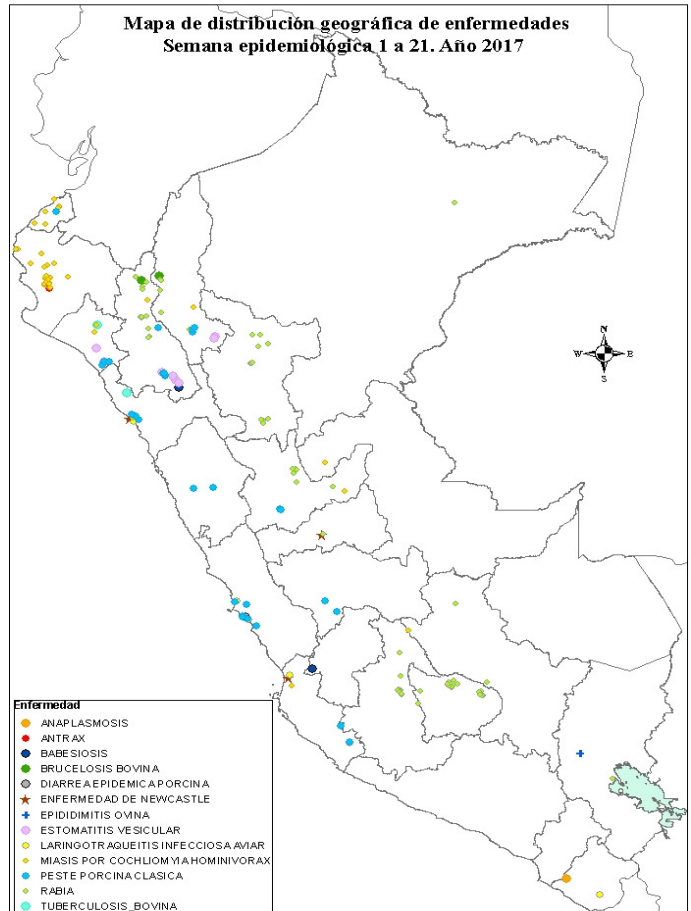 Mapa de distribución geográfica de enfermedades
Semana epidemiológica 1 a 21. Año 2017
N
W E
S
Enfermedad
ANAPLASMOSIS
ANTRAX
BABESIOSIS
BRUCELOSIS BOVINA
DIARREA EPIDEMICA PORCINA
ENFERMEDAD DE NEWCASTLE
EPIDIDIMITIS OVINA
ESTOMATITIS VESICULAR
LARINGOTRAQUEITIS INFECCIOSA AVIAR
MIASIS POR COCHLIOMYIA HOMINIVORAX
PESTE PORCINA CLASICA
RABIA
TUBERCULOSIS_BOVINA